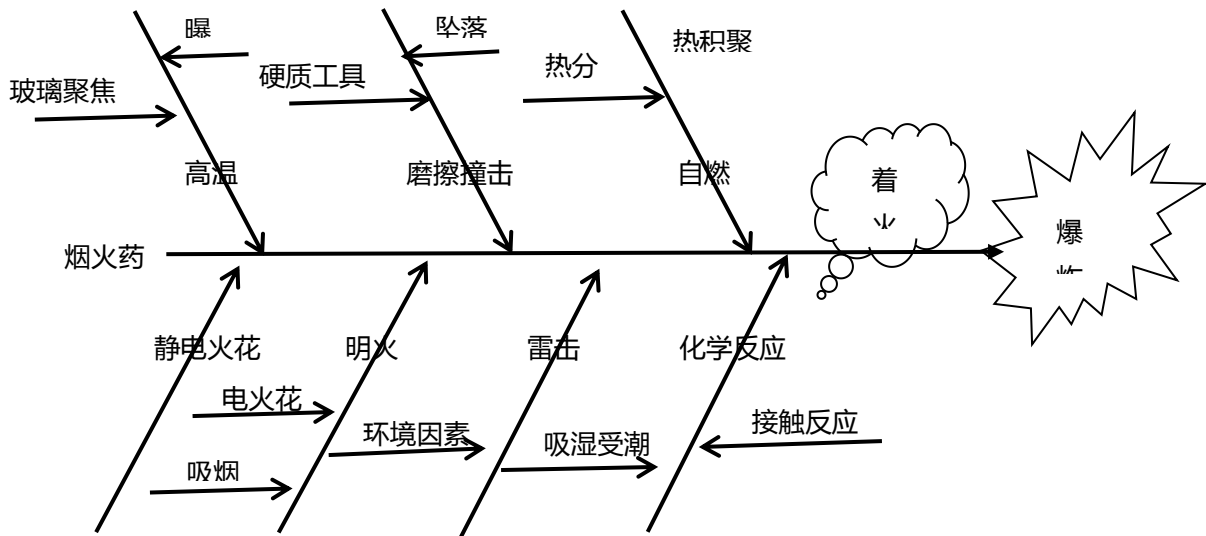 曝
坠落
热积聚
玻璃聚焦
硬质工具
热分
高温
磨擦撞击
自燃
着
火
爆
烟火药
静电火花
明火
雷击
化学反应
电火花
环境因素
吸湿受潮
接触反应
吸烟